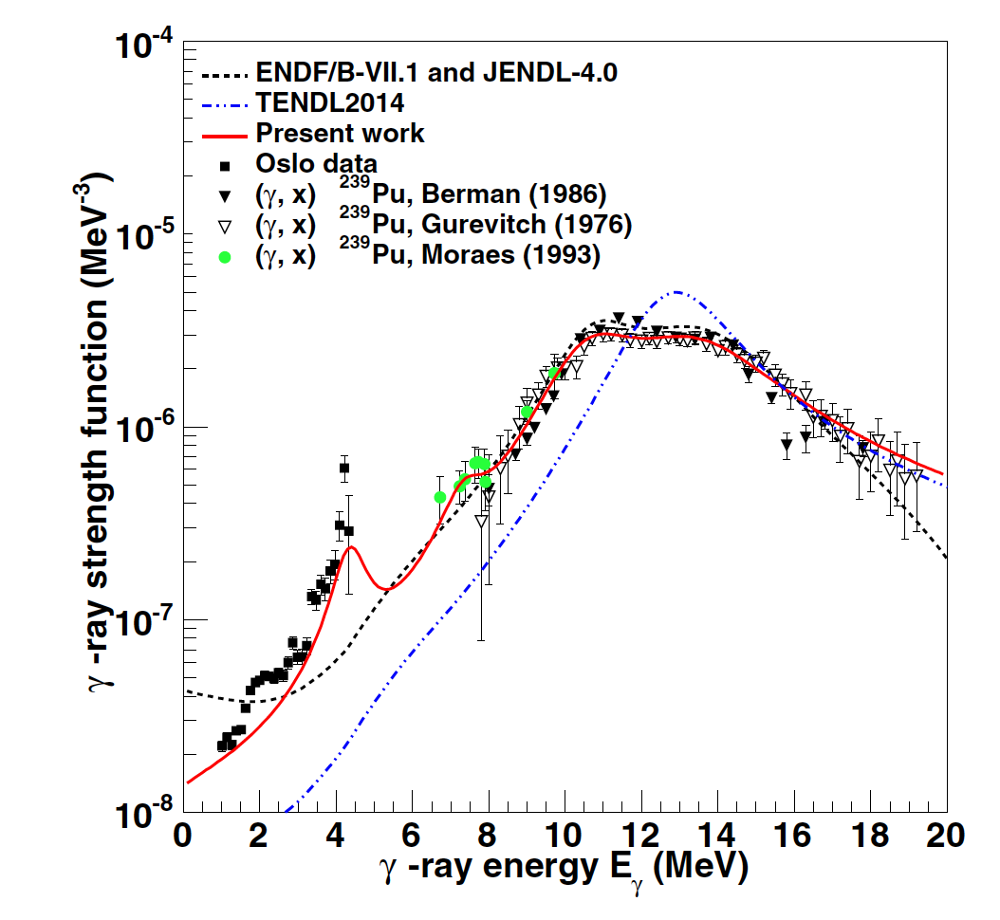 10⁻⁴
ENDF/B-VII.1 and JENDL-4.0
TENDL2014
Present work
Oslo data
(γ, x) ²³⁹Pu, Berman (1986)
(γ, x) ²³⁹Pu, Gurevitch (1976)
(γ, x) ²³⁹Pu, Moraes (1993)
10⁻⁵
10⁻⁶
10⁻⁷
10⁻⁸
γ -ray strength function (MeV⁻³)
0 2 4 6 8 10 12 14 16 18 20
γ -ray energy Eᵧ (MeV)